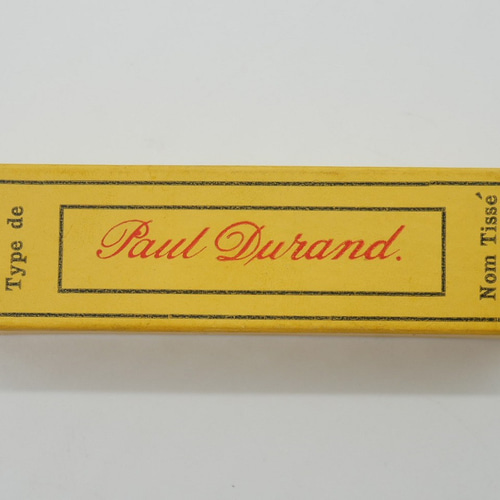 Type de
Paul Durand.
Nom Tissé